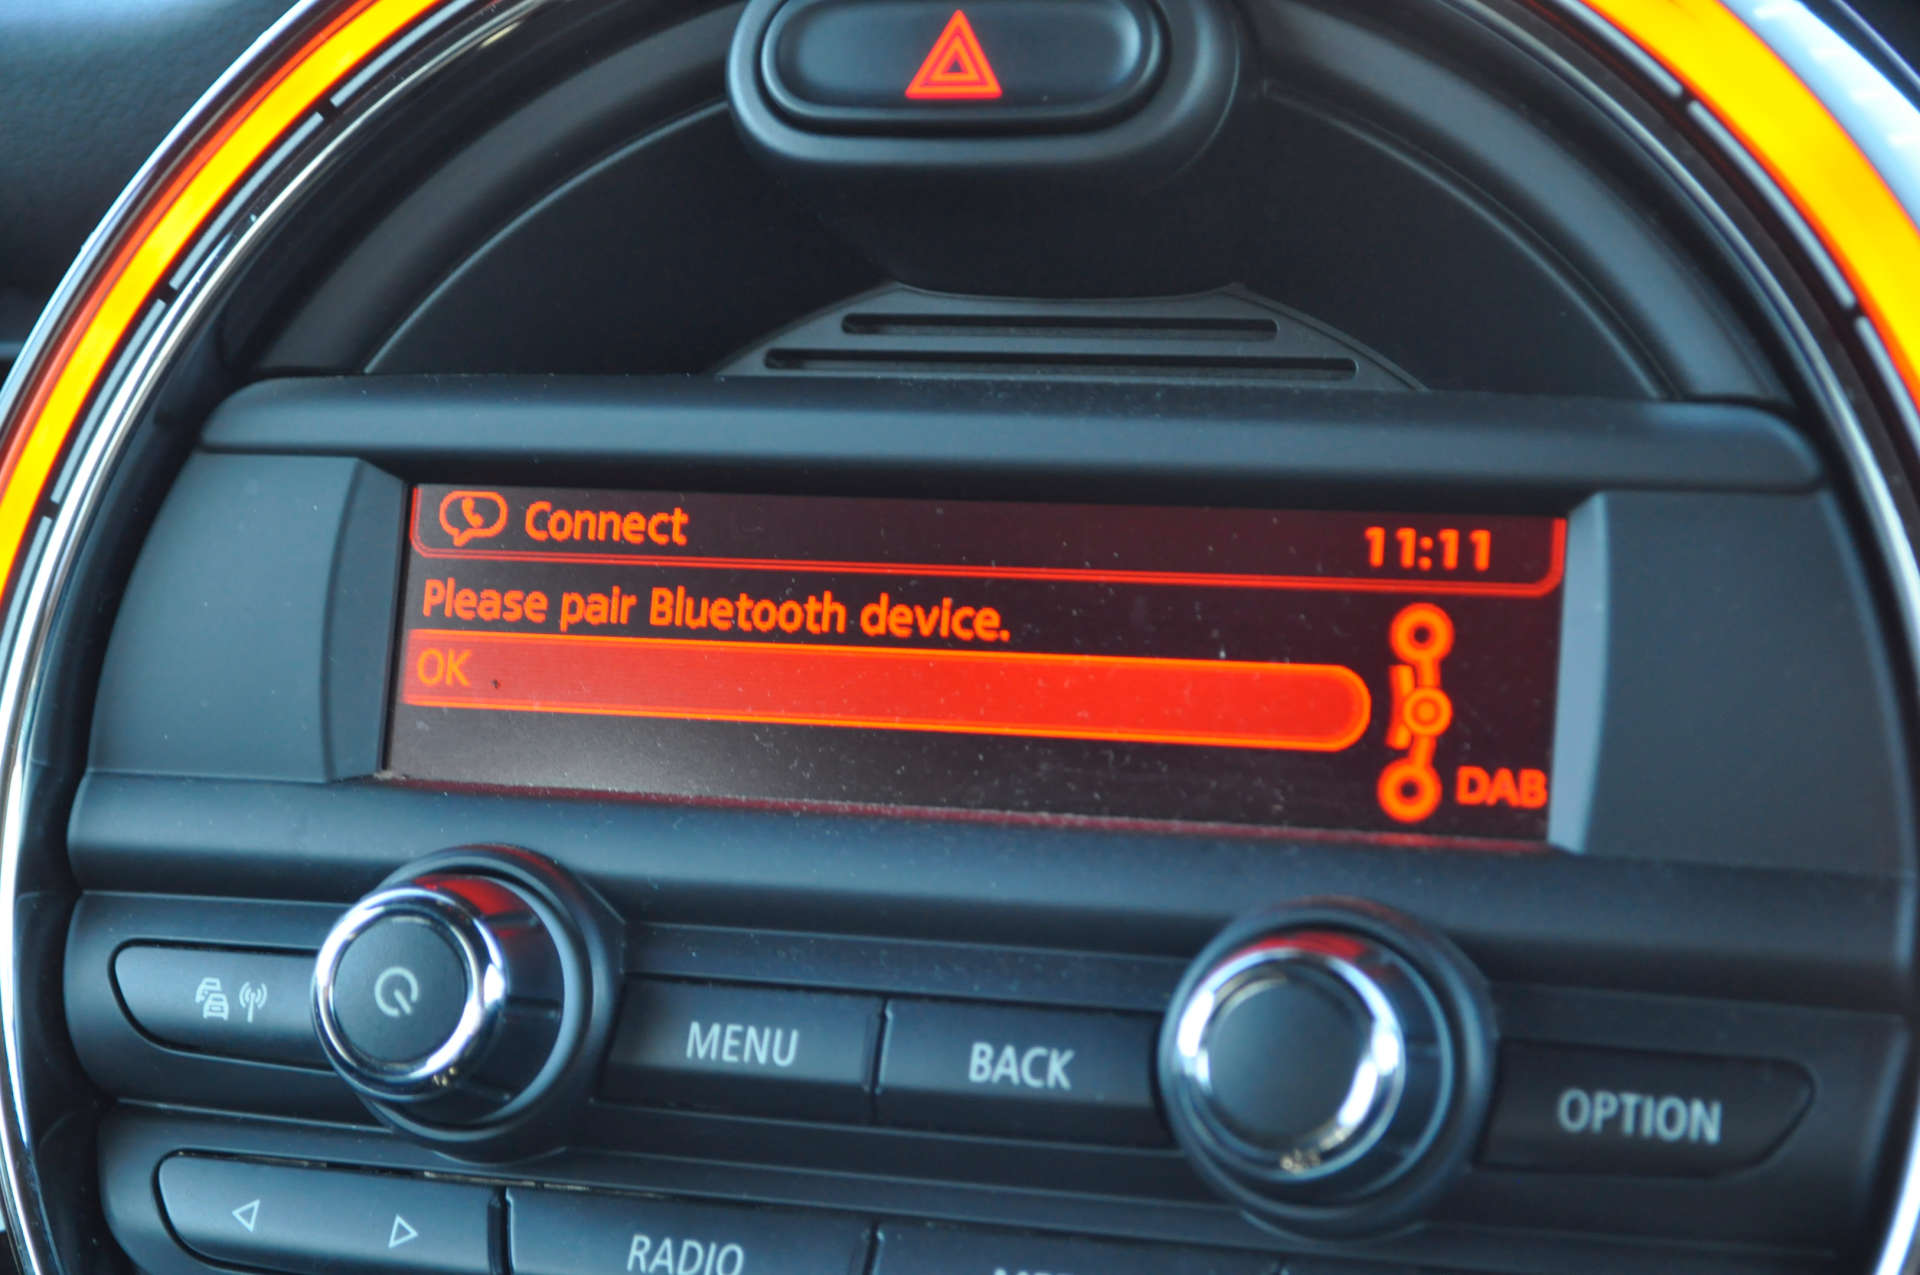 Connect 11:11
Please pair Bluetooth device.
OK
DAB
MENU BACK
OPTION
RADIO